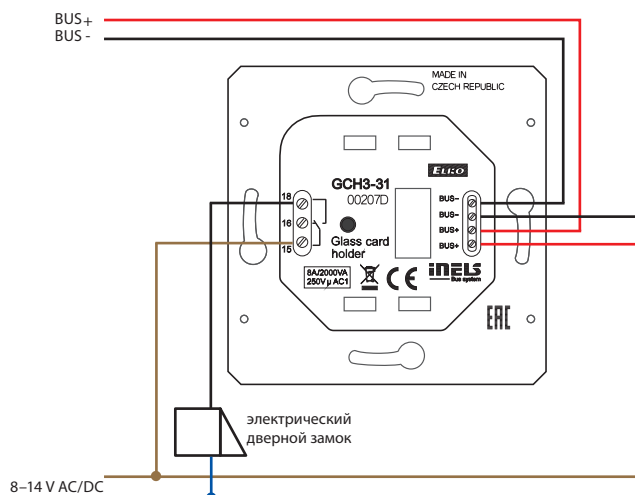 BUS+
BUS -
MADE IN
CZECH REPUBLIC
ELKO
GCH3-31
00207D
18
16
15
Glass card
holder
BUS-
BUS-
BUS+
BUS+
8A/2000VA
250V µ AC1
CE
iNELS
Bus system
EAC
электрический
дверной замок
8–14 V AC/DC